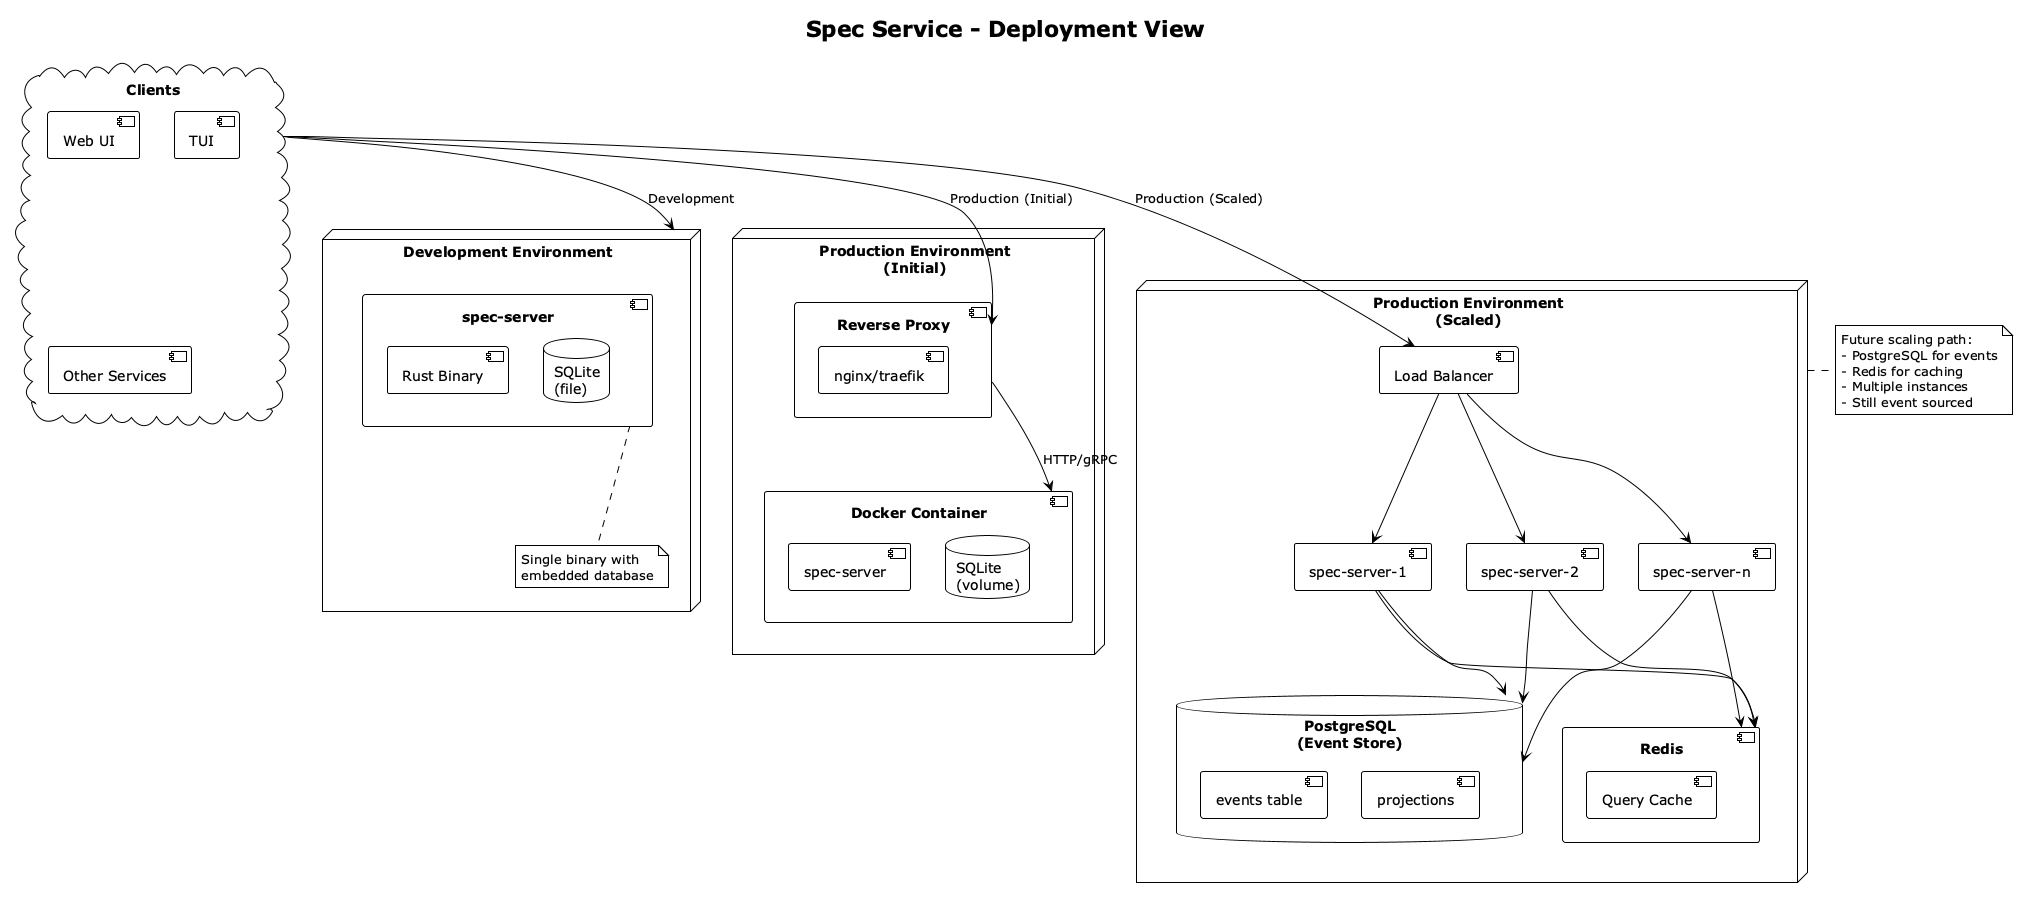 Spec Service - Deployment View
Clients
Web UI
TUI
Other Services
Development
Production (Initial)
Production (Scaled)
Development Environment
spec-server
Rust Binary
SQLite
(file)
Single binary with
embedded database
Production Environment
(Initial)
Reverse Proxy
nginx/traefik
HTTP/gRPC
Docker Container
spec-server
SQLite
(volume)
Production Environment
(Scaled)
Load Balancer
spec-server-1
spec-server-2
spec-server-n
PostgreSQL
(Event Store)
events table
projections
Redis
Query Cache
Future scaling path:
- PostgreSQL for events
- Redis for caching
- Multiple instances
- Still event sourced